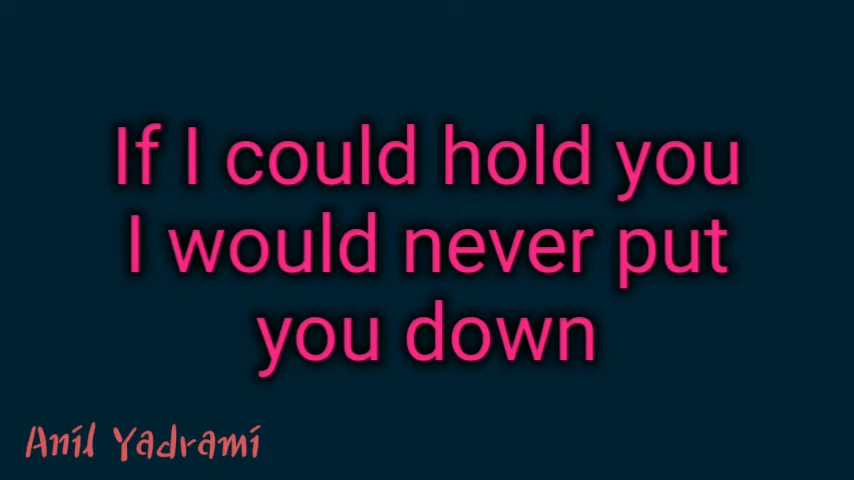 If I could hold you
I would never put
you down
Anil Yadrami